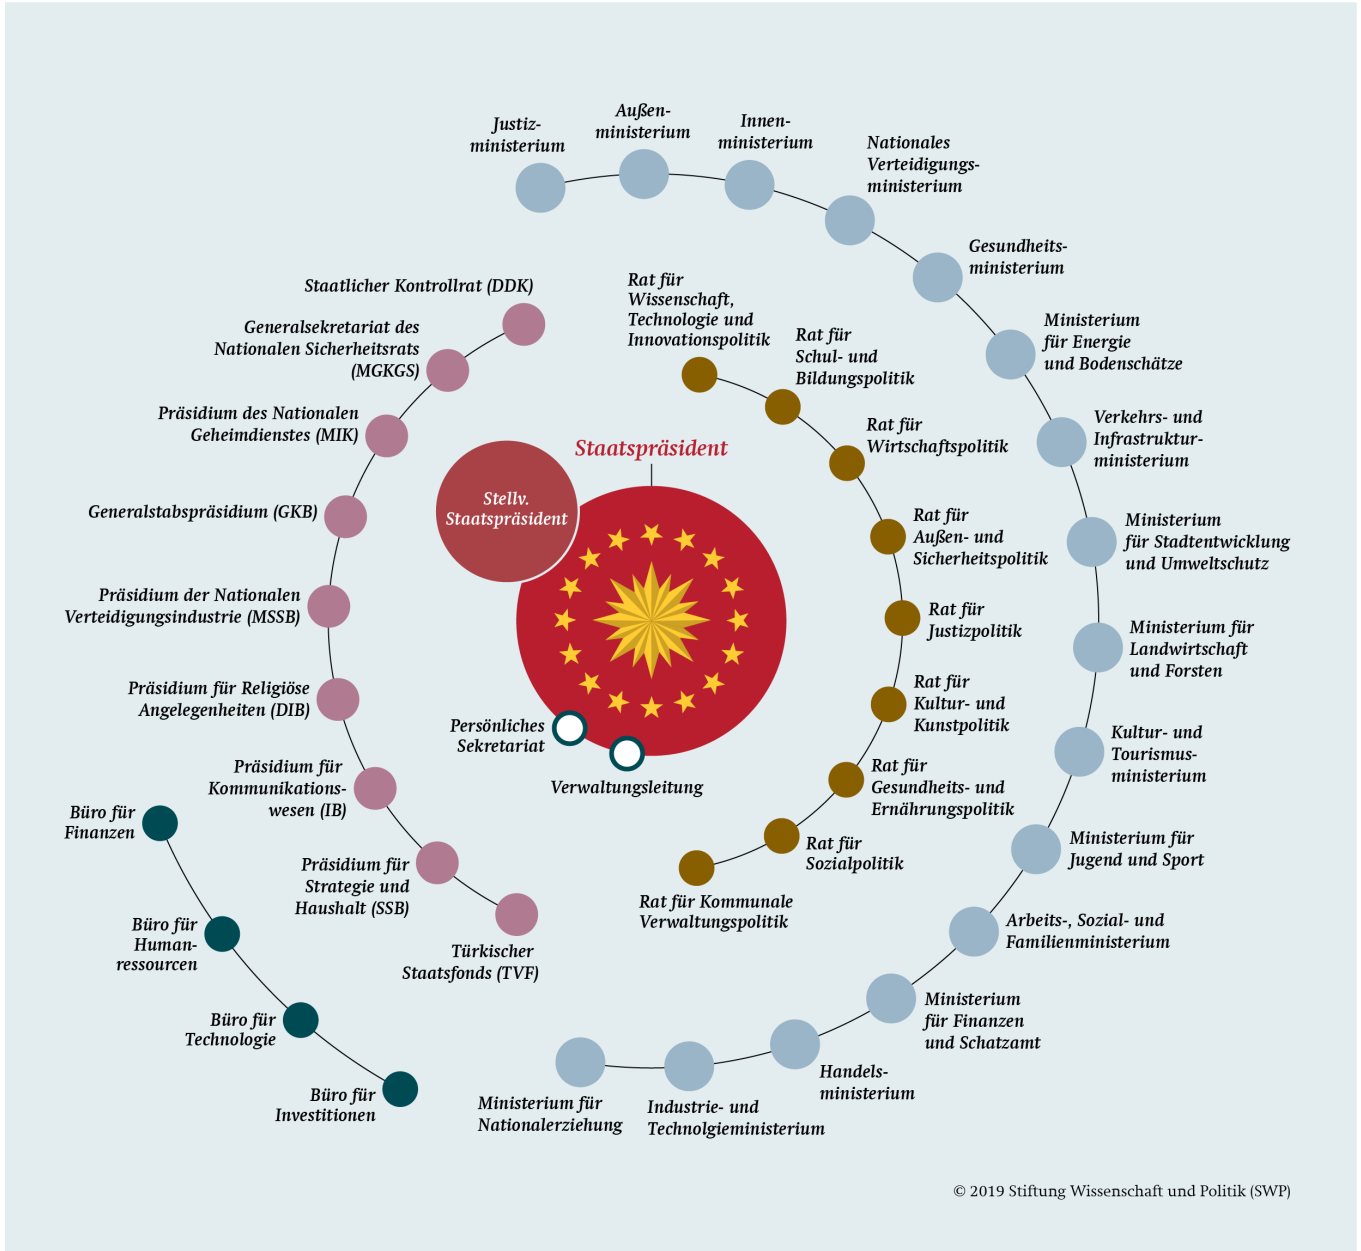 Justiz-
ministerium
Außen-
ministerium
Innen-
ministerium
Nationales
Verteidigungs-
ministerium
Gesundheits-
ministerium
Ministerium
für Energie
und Bodenschätze
Verkehrs- und
Infrastruktur-
ministerium
Ministerium
für Stadtentwicklung
und Umweltschutz
Ministerium für
Landwirtschaft
und Forsten
Kultur- und
Tourismus-
ministerium
Ministerium für
Jugend und Sport
Arbeits-, Sozial- und
Familienministerium
Ministerium
für Finanzen
und Schatzamt
Handels-
ministerium
Industrie- und
Technolgieministerium
Ministerium für
Nationalerziehung
Staatlicher Kontrollrat (DDK)
Generalsekretariat des
Nationalen Sicherheitsrats
(MGKGS)
Präsidium des Nationalen
Geheimdienstes (MIK)
Generalstabspräsidium (GKB)
Präsidium der Nationalen
Verteidigungsindustrie (MSSB)
Präsidium für Religiöse
Angelegenheiten (DIB)
Präsidium für
Kommunikations-
wesen (IB)
Präsidium für
Strategie und
Haushalt (SSB)
Türkischer
Staatsfonds (TVF)
Rat für
Wissenschaft,
Technologie und
Innovationspolitik
Rat für
Schul- und
Bildungspolitik
Rat für
Wirtschaftspolitik
Rat für
Außen- und
Sicherheitspolitik
Rat für
Justizpolitik
Rat für
Kultur- und
Kunstpolitik
Rat für
Gesundheits- und
Ernährungspolitik
Rat für
Sozialpolitik
Rat für Kommunale
Verwaltungspolitik
Staatspräsident
Stellv.
Staatspräsident
Persönliches
Sekretariat
Verwaltungsleitung
Büro für
Finanzen
Büro für
Human-
ressourcen
Büro für
Technologie
Büro für
Investitionen
© 2019 Stiftung Wissenschaft und Politik (SWP)